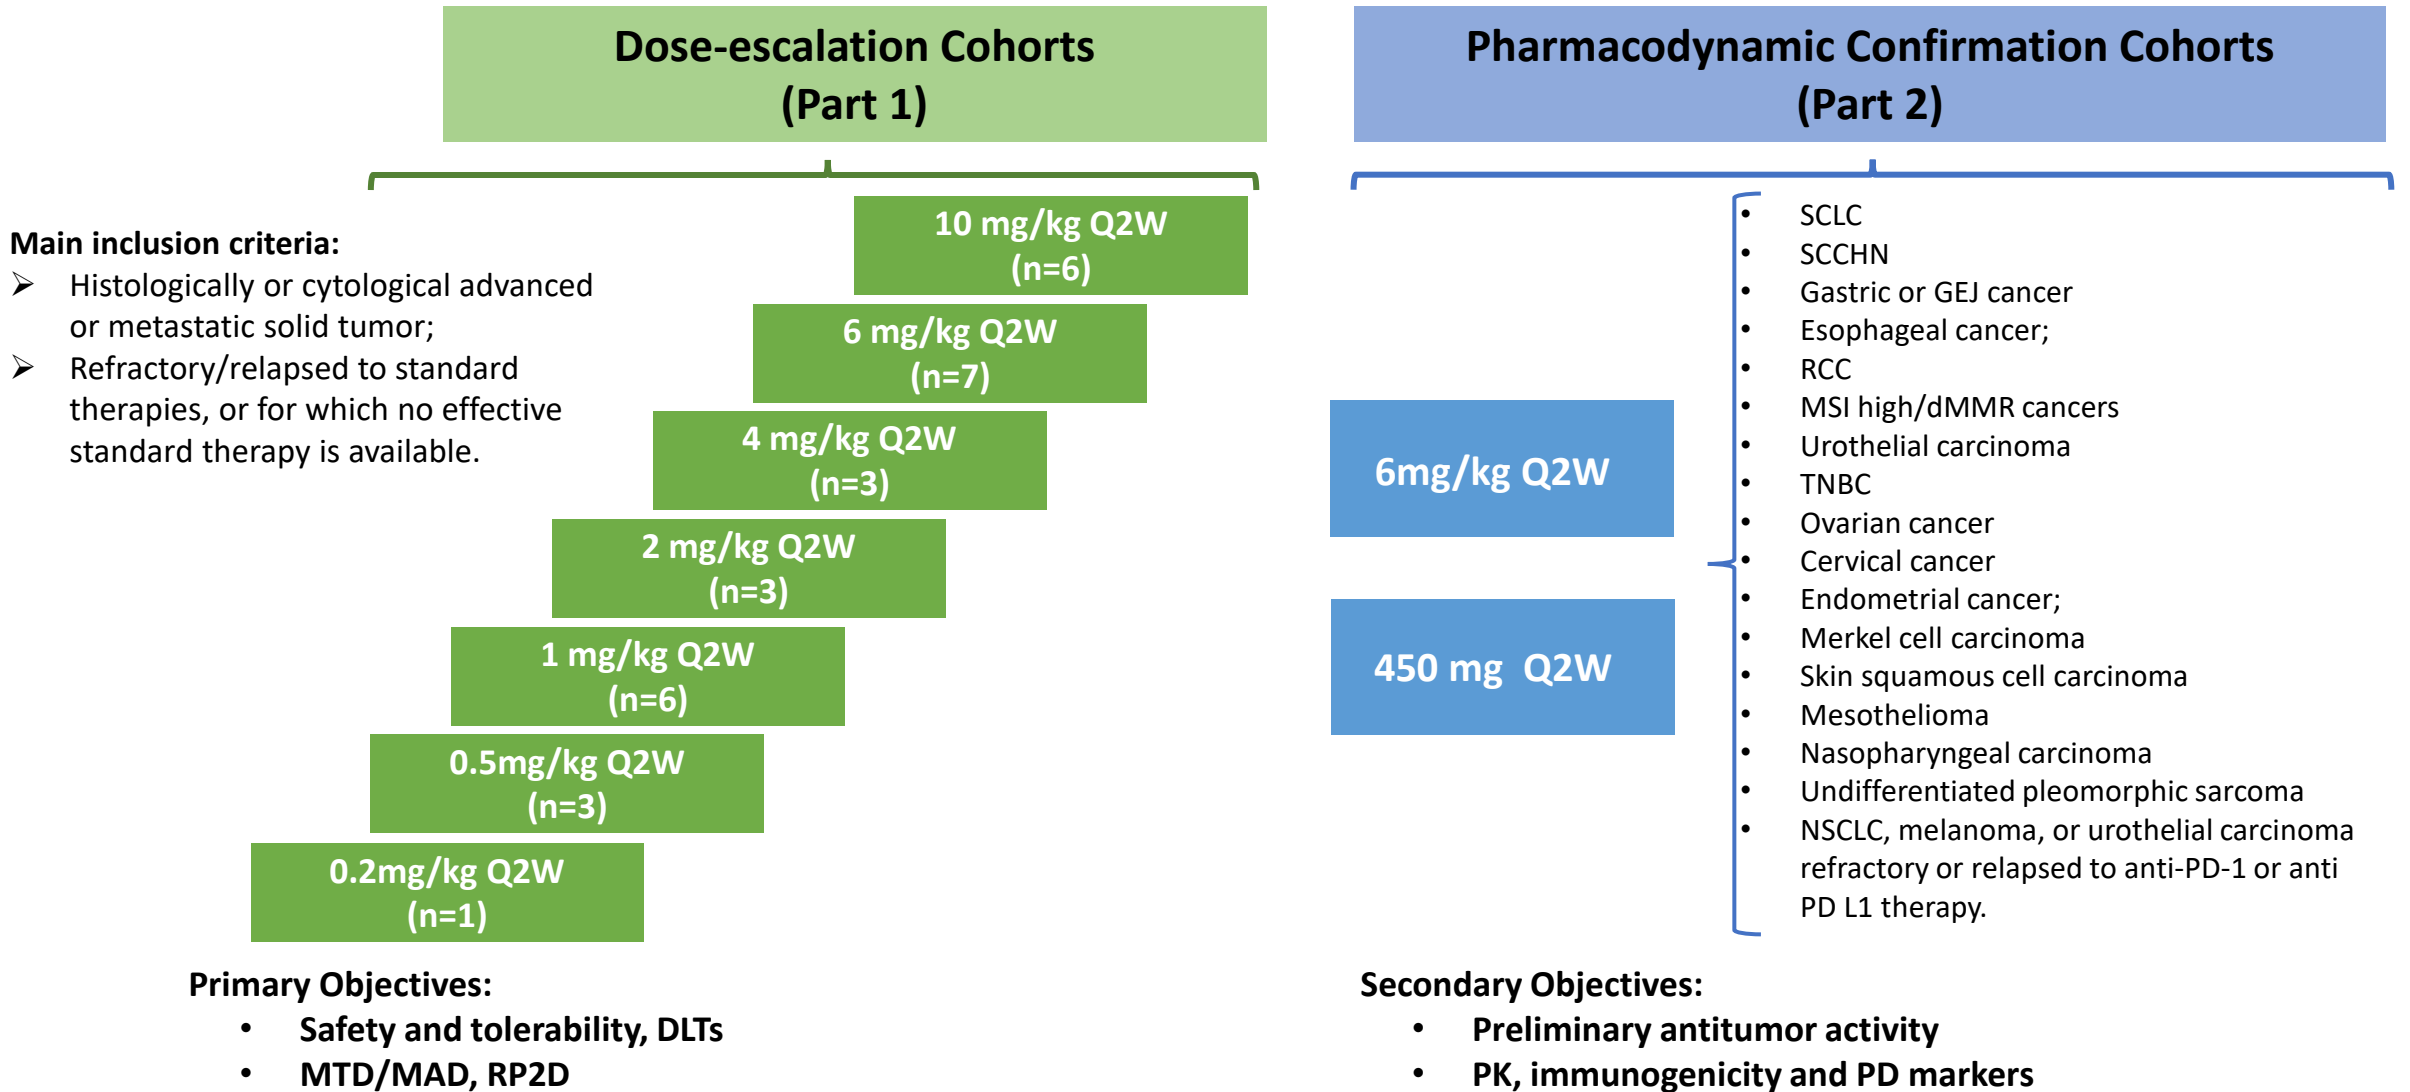 Dose-escalation Cohorts
(Part 1)
Pharmacodynamic Confirmation Cohorts
(Part 2)
Main inclusion criteria:
➢ Histologically or cytological advanced
or metastatic solid tumor;
➢ Refractory/relapsed to standard
therapies, or for which no effective
standard therapy is available.
10 mg/kg Q2W
(n=6)
6 mg/kg Q2W
(n=7)
4 mg/kg Q2W
(n=3)
2 mg/kg Q2W
(n=3)
1 mg/kg Q2W
(n=6)
0.5mg/kg Q2W
(n=3)
0.2mg/kg Q2W
(n=1)
6mg/kg Q2W
450 mg Q2W
• SCLC
• SCCHN
• Gastric or GEJ cancer
• Esophageal cancer;
• RCC
• MSI high/dMMR cancers
• Urothelial carcinoma
• TNBC
• Ovarian cancer
• Cervical cancer
• Endometrial cancer;
• Merkel cell carcinoma
• Skin squamous cell carcinoma
• Mesothelioma
• Nasopharyngeal carcinoma
• Undifferentiated pleomorphic sarcoma
• NSCLC, melanoma, or urothelial carcinoma
refractory or relapsed to anti-PD-1 or anti
PD L1 therapy.
Primary Objectives:
• Safety and tolerability, DLTs
• MTD/MAD, RP2D
Secondary Objectives:
• Preliminary antitumor activity
• PK, immunogenicity and PD markers